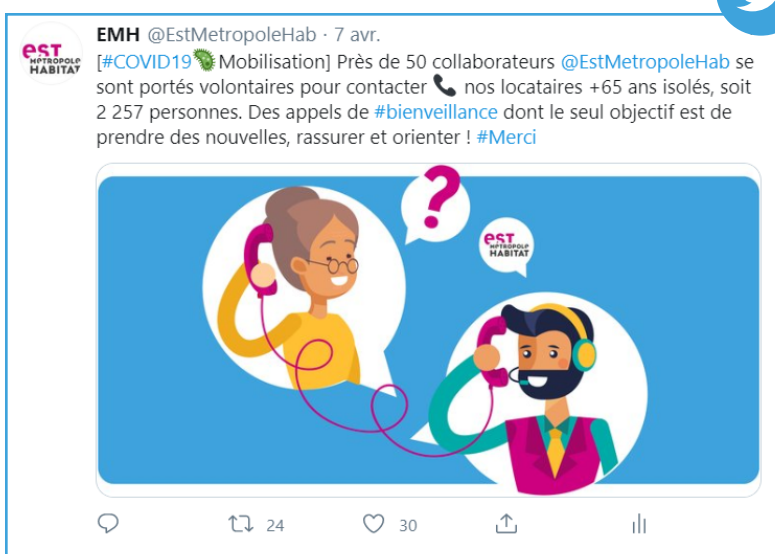 EMH @EstMetropoleHab · 7 avr.
est
MÉTROPOLE
HABITAT
[#COVID19🦠Mobilisation] Près de 50 collaborateurs @EstMetropoleHab se
sont portés volontaires pour contacter 📞 nos locataires +65 ans isolés, soit
2 257 personnes. Des appels de #bienveillance dont le seul objectif est de
prendre des nouvelles, rassurer et orienter ! #Merci
?
est
MÉTROPOLE
HABITAT
24
30